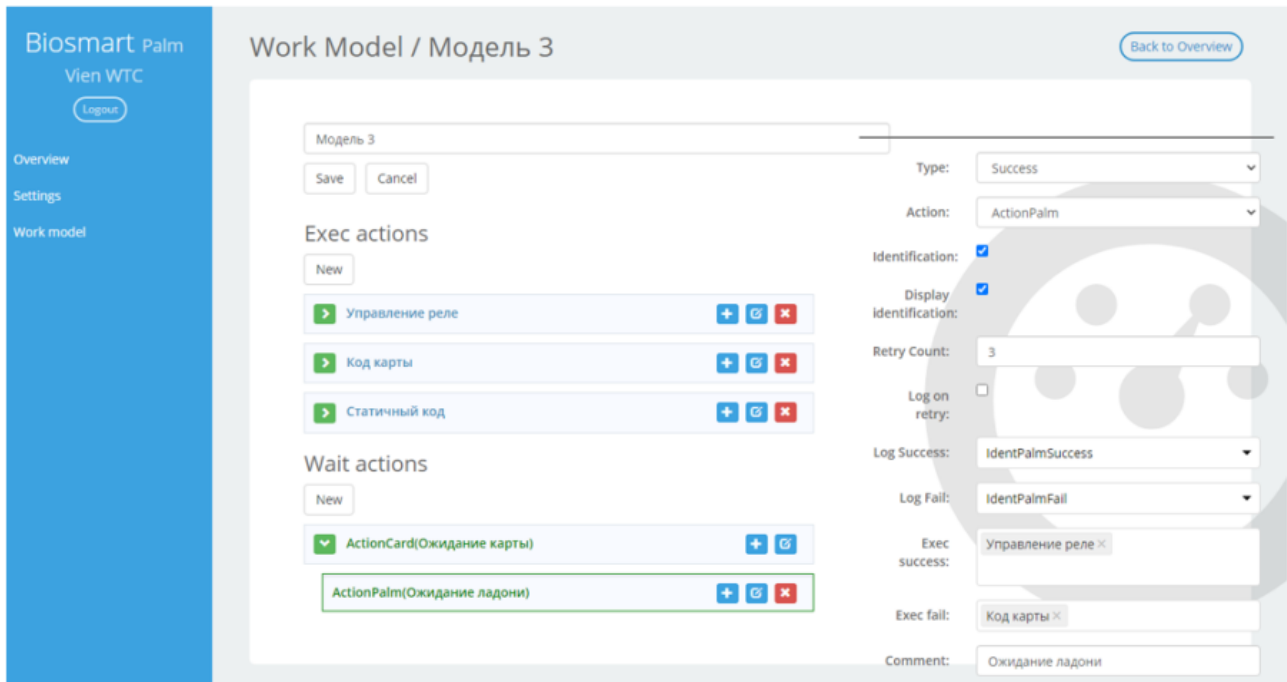 Biosmart Palm
Vien WTC
Logout
Overview
Settings
Work model
Work Model / Модель 3
Back to Overview
Модель 3
Save Cancel
Exec actions
New
Управление реле
Код карты
Статичный код
Wait actions
New
ActionCard(Ожидание карты)
ActionPalm(Ожидание ладони)
Type: Success
Action: ActionPalm
Identification:
Display
identification:
Retry Count: 3
Log on
retry:
Log Success: IdentPalmSuccess
Log Fail: IdentPalmFail
Exec
success: Управление реле ×
Exec fail: Код карты ×
Comment: Ожидание ладони